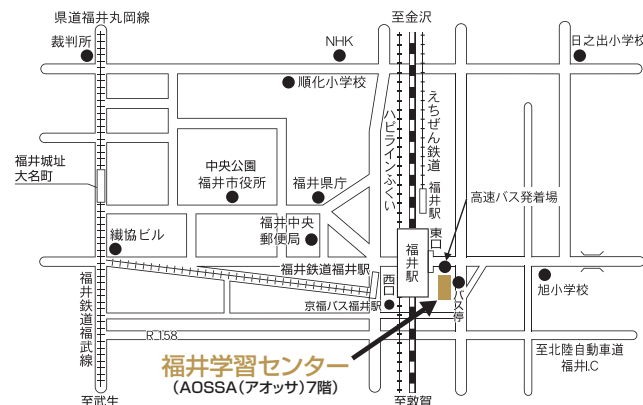 県道福井丸岡線
至金沢
裁判所
NHK
日之出小学校
順化小学校
えちぜん鉄道
福井駅
ハピラインふくい
福井城址
大名町
中央公園
福井市役所
福井県庁
高速バス発着場
繊協ビル
福井中央
郵便局
東口
福井駅
福井鉄道福井駅
西口
バス停
旭小学校
京福バス福井駅
福井鉄道福武線
R.158
至北陸自動車道
福井I.C
福井学習センター
(AOSSA(アオッサ)7階)
至武生
至敦賀